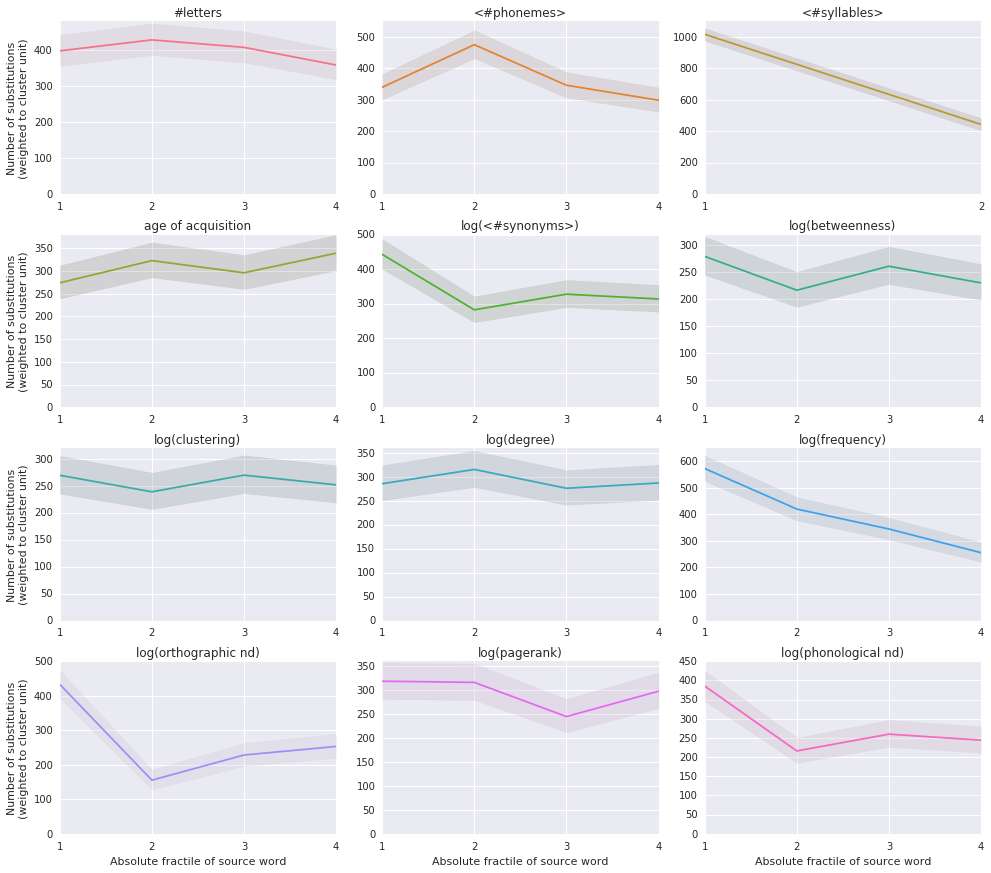 #letters
<#phonemes>
<#syllables>
Number of substitutions
(weighted to cluster unit)
400
300
200
100
0
1 2 3 4
500
400
300
200
100
0
1 2 3 4
1000
800
600
400
200
0
1 2
age of acquisition
log(<#synonyms>)
log(betweenness)
Number of substitutions
(weighted to cluster unit)
350
300
250
200
150
100
50
0
1 2 3 4
500
400
300
200
100
0
1 2 3 4
300
250
200
150
100
50
0
1 2 3 4
log(clustering)
log(degree)
log(frequency)
Number of substitutions
(weighted to cluster unit)
300
250
200
150
100
50
0
1 2 3 4
350
300
250
200
150
100
50
0
1 2 3 4
600
500
400
300
200
100
0
1 2 3 4
log(orthographic nd)
log(pagerank)
log(phonological nd)
Number of substitutions
(weighted to cluster unit)
500
400
300
200
100
0
1 2 3 4
Absolute fractile of source word
350
300
250
200
150
100
50
0
1 2 3 4
Absolute fractile of source word
450
400
350
300
250
200
150
100
50
0
1 2 3 4
Absolute fractile of source word